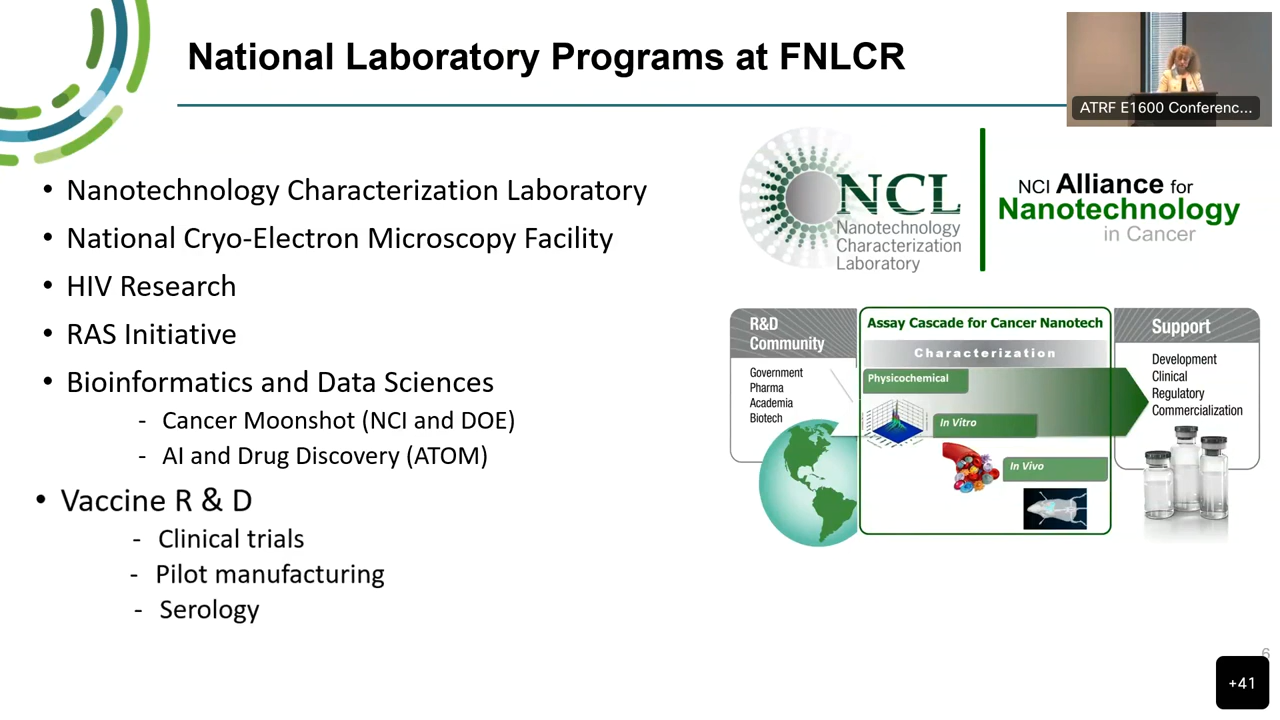 National Laboratory Programs at FNLCR
ATRF E1600 Conferenc...
• Nanotechnology Characterization Laboratory
• National Cryo-Electron Microscopy Facility
• HIV Research
• RAS Initiative
• Bioinformatics and Data Sciences
- Cancer Moonshot (NCI and DOE)
- AI and Drug Discovery (ATOM)
• Vaccine R & D
- Clinical trials
- Pilot manufacturing
- Serology
NCL
Nanotechnology
Characterization
Laboratory
NCI Alliance for
Nanotechnology
in Cancer
R&D
Community
Government
Pharma
Academia
Biotech
Assay Cascade for Cancer Nanotech
Characterization
Physicochemical
In Vitro
In Vivo
Support
Development
Clinical
Regulatory
Commercialization
6
+41